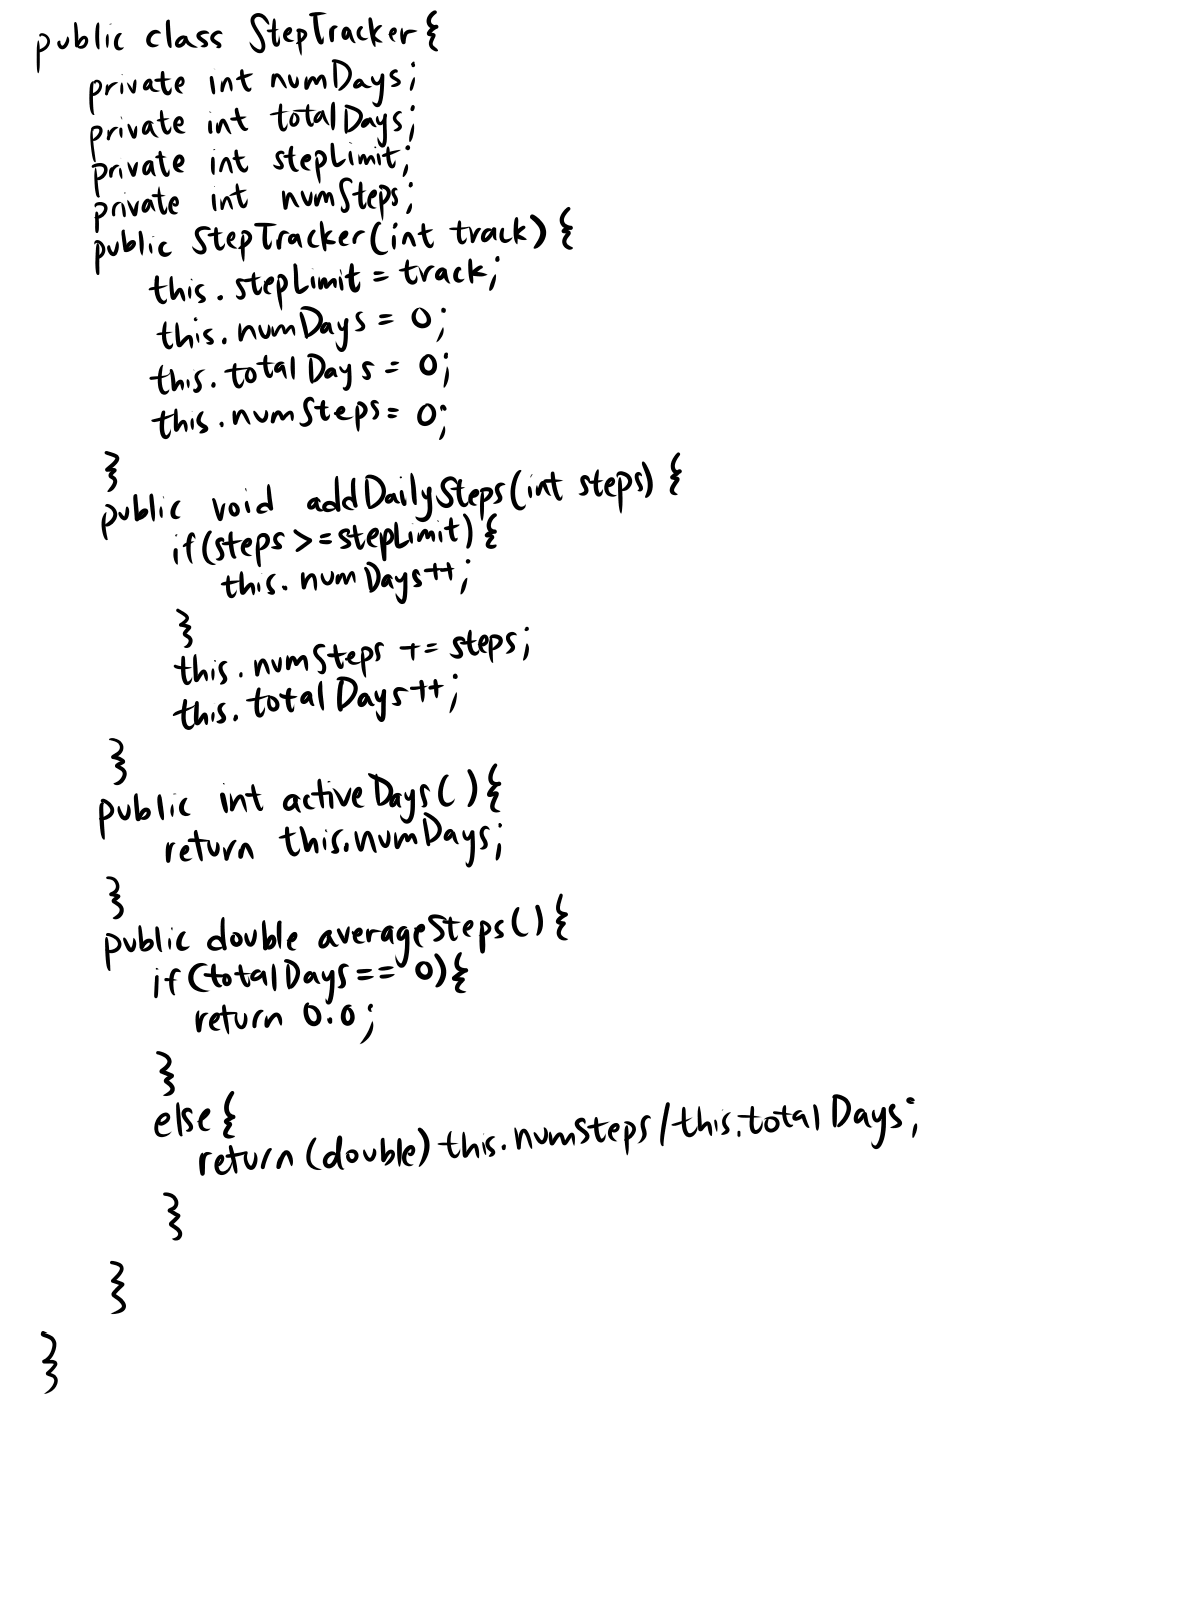 public class StepTracker{
private int numDays;
private int totalDays;
private int stepLimit;
private int numSteps;
public StepTracker(int track) {
this.stepLimit = track;
this.numDays = 0;
this.totalDays = 0;
this.numSteps = 0;
}
public void addDailySteps(int steps) {
if(steps >= stepLimit) {
this.numDays++;
}
this.numSteps += steps;
this.totalDays++;
}
public int activeDays() {
return this.numDays;
}
public double averageSteps() {
if(totalDays == 0){
return 0.0;
}
else{
return (double) this.numSteps/this.totalDays;
}
}
}